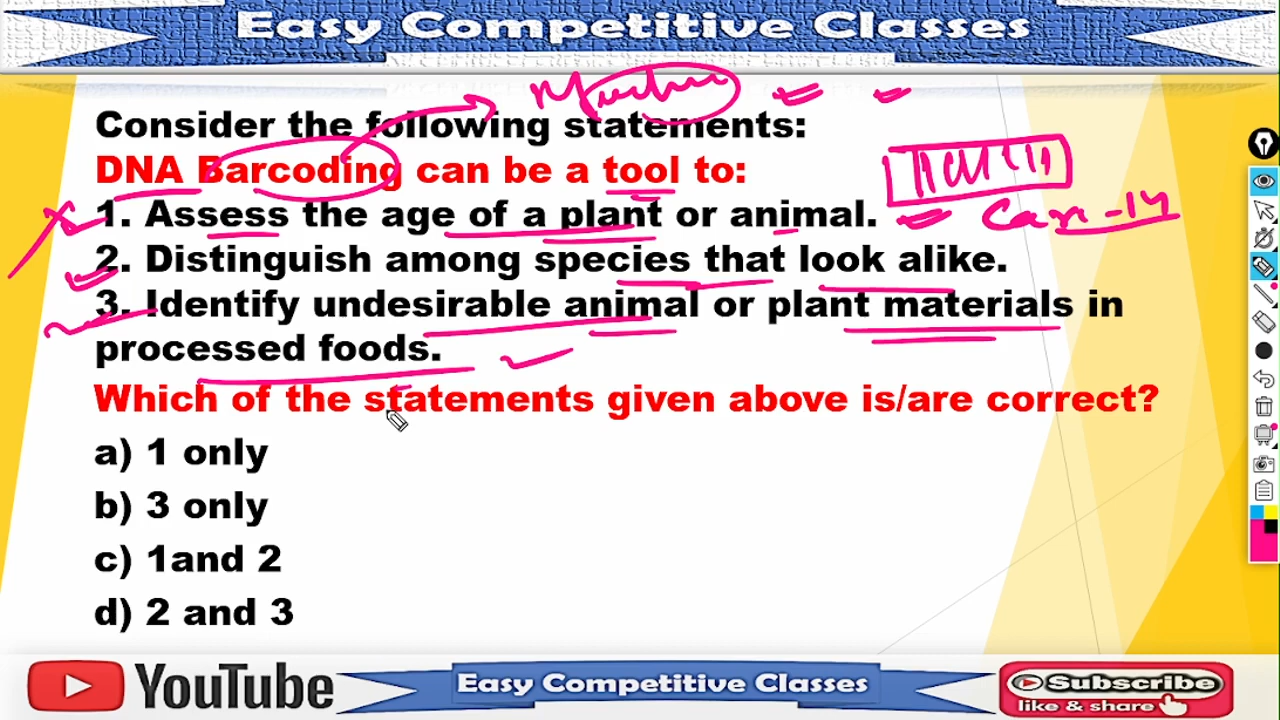 Easy Competitive Classes
Consider the following statements:
DNA Barcoding can be a tool to:
1. Assess the age of a plant or animal.
Car -14
2. Distinguish among species that look alike.
3. Identify undesirable animal or plant materials in
processed foods.
Which of the statements given above is/are correct?
a) 1 only
b) 3 only
c) 1and 2
d) 2 and 3
YouTube
Easy Competitive Classes
Subscribe
like & share